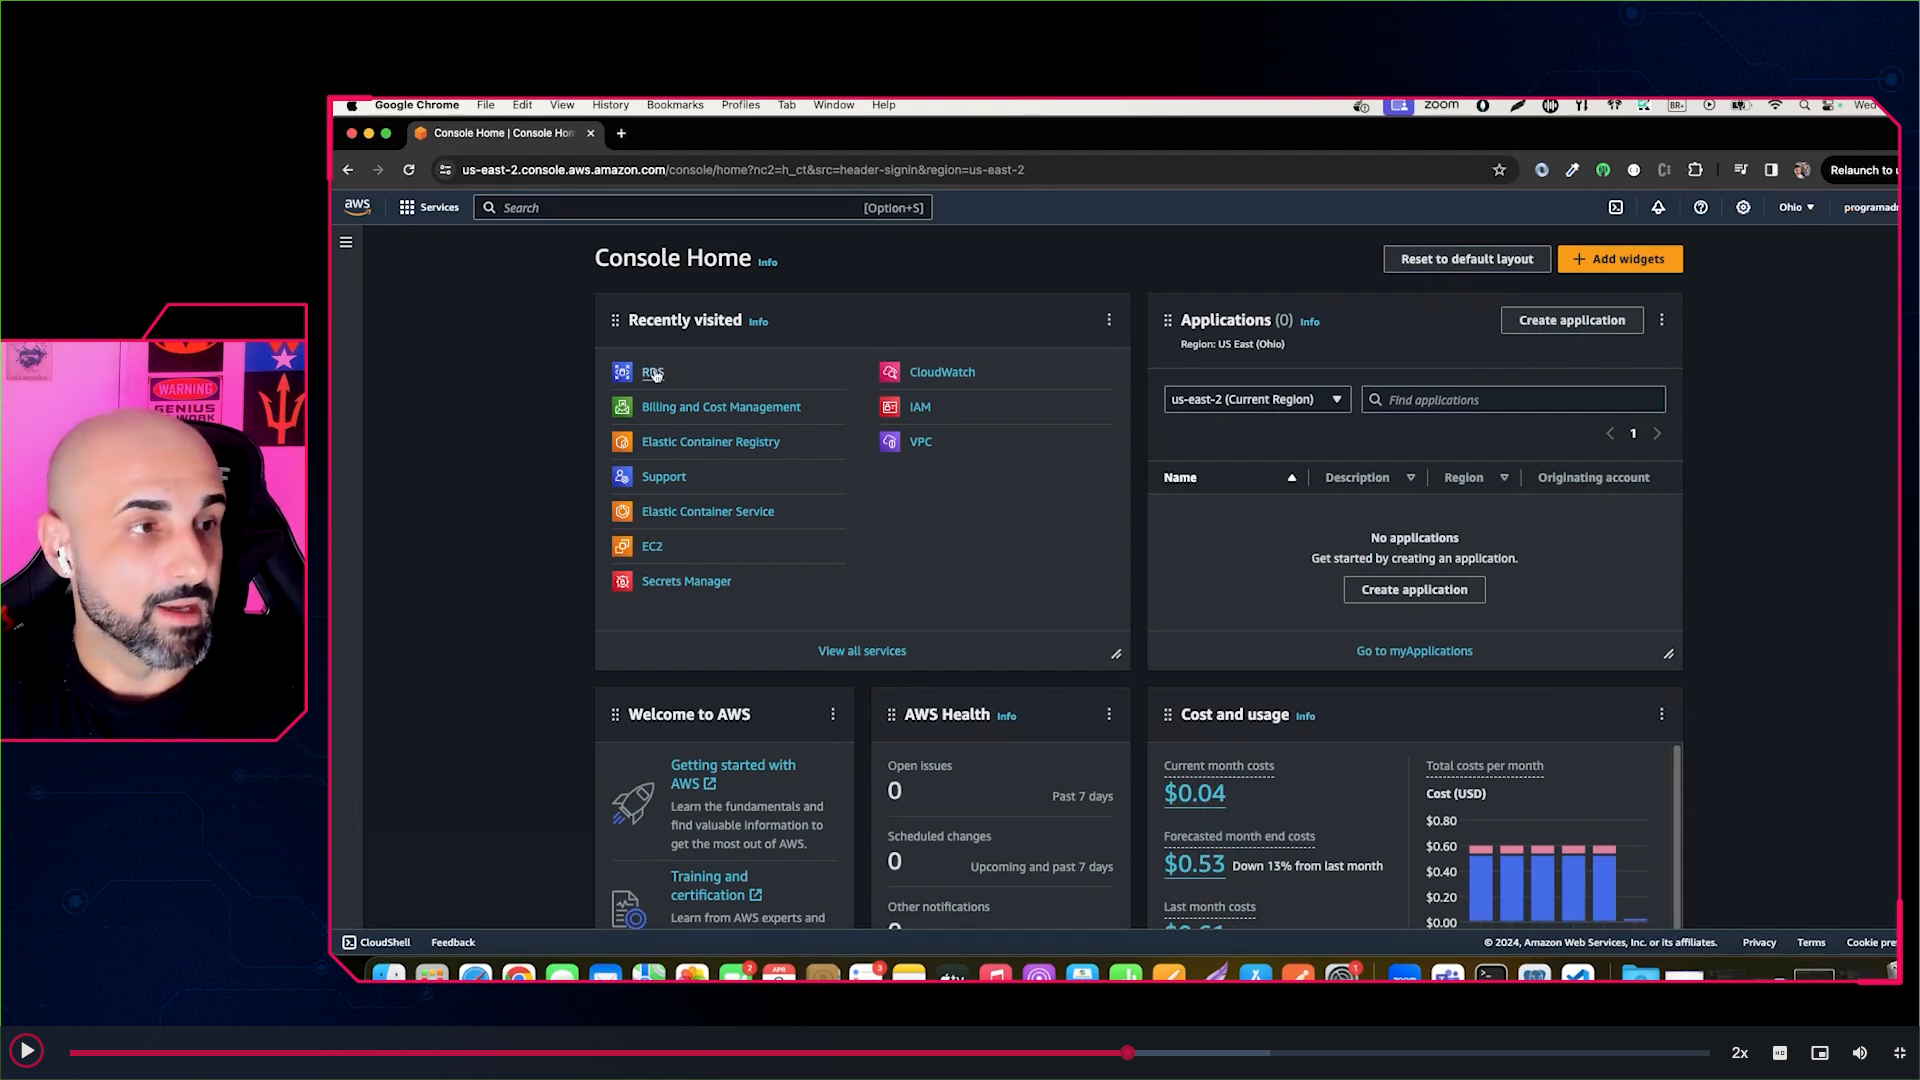 Google Chrome File Edit View History Bookmarks Profiles Tab Window Help zoom BR Wed
Console Home | Console Hom
us-east-2.console.aws.amazon.com/console/home?nc2=h_ct&src=header-signin&region=us-east-2
Relaunch to u
aws Services Search [Option+S] Ohio programadr
Console Home Info
Reset to default layout
Add widgets
Recently visited Info
RDS
Billing and Cost Management
Elastic Container Registry
Support
Elastic Container Service
EC2
Secrets Manager
CloudWatch
IAM
VPC
View all services
Applications (0) Info
Region: US East (Ohio)
Create application
us-east-2 (Current Region)
Find applications
1
Name Description Region Originating account
No applications
Get started by creating an application.
Create application
Go to myApplications
WARNING
GENIUS
WORK
Welcome to AWS
Getting started with
AWS
Learn the fundamentals and
find valuable information to
get the most out of AWS.
Training and
certification
Learn from AWS experts and
AWS Health Info
Open issues
0 Past 7 days
Scheduled changes
0 Upcoming and past 7 days
Other notifications
Cost and usage Info
Current month costs
$0.04
Forecasted month end costs
$0.53 Down 13% from last month
Last month costs
Total costs per month
Cost (USD)
$0.80
$0.60
$0.40
$0.20
$0.00
CloudShell Feedback
© 2024, Amazon Web Services, Inc. or its affiliates. Privacy Terms Cookie pre
2 APR 3 tv 1 zoom
2x HD